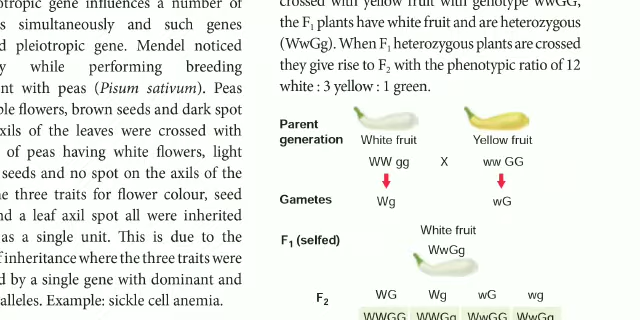 otropic gene influences a number of
s simultaneously and such genes
d pleiotropic gene. Mendel noticed
y while performing breeding
nt with peas (Pisum sativum). Peas
ple flowers, brown seeds and dark spot
xils of the leaves were crossed with
of peas having white flowers, light
seeds and no spot on the axils of the
e three traits for flower colour, seed
nd a leaf axil spot all were inherited
as a single unit. This is due to the
f inheritance where the three traits were
d by a single gene with dominant and
alleles. Example: sickle cell anemia.
crossed with yellow fruit with genotype wwGG,
the F₁ plants have white fruit and are heterozygous
(WwGg). When F₁ heterozygous plants are crossed
they give rise to F₂ with the phenotypic ratio of 12
white : 3 yellow : 1 green.
Parent generation
White fruit Yellow fruit
WW gg X ww GG
Gametes Wg wG
White fruit
F₁ (selfed) WwGg
F₂ WG Wg wG wg
WWGG WWGg WwGG WwGg